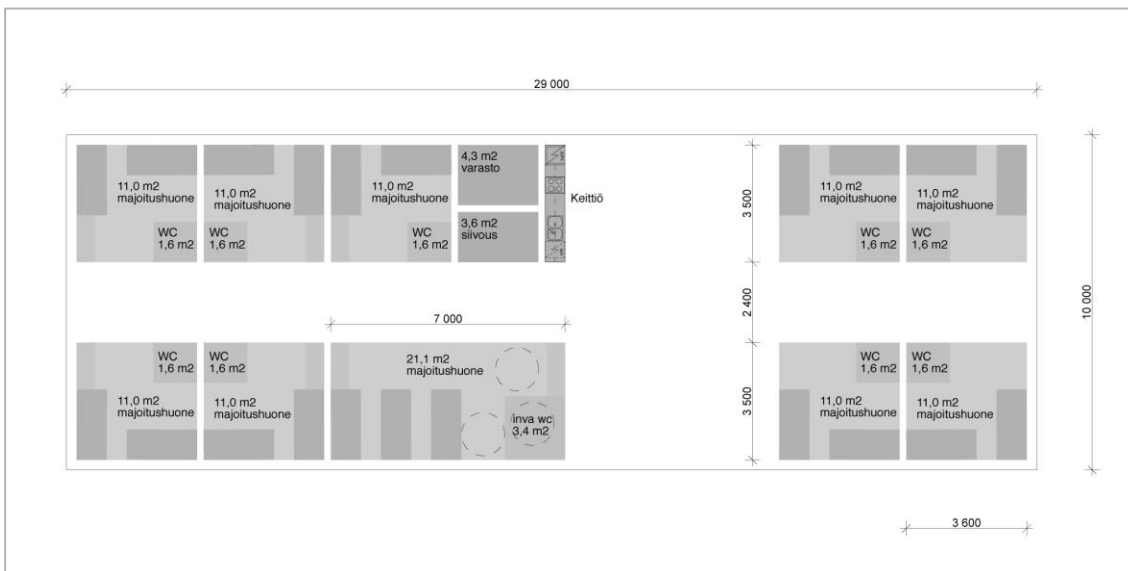 29 000
11,0 m2
majoitushuone
WC
1,6 m2
11,0 m2
majoitushuone
WC
1,6 m2
11,0 m2
majoitushuone
WC
1,6 m2
4,3 m2
varasto
3,6 m2
siivous
Keittiö
3 500
11,0 m2
majoitushuone
WC
1,6 m2
11,0 m2
majoitushuone
WC
1,6 m2
2 400
10 000
7 000
WC
1,6 m2
11,0 m2
majoitushuone
WC
1,6 m2
11,0 m2
majoitushuone
21,1 m2
majoitushuone
inva wc
3,4 m2
3 500
WC
1,6 m2
11,0 m2
majoitushuone
WC
1,6 m2
11,0 m2
majoitushuone
3 600